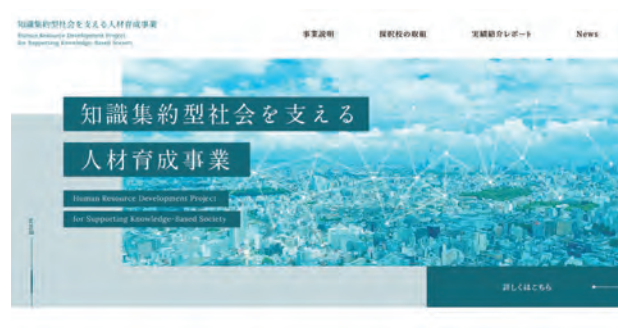 知識集約型社会を支える人材育成事業
Human Resource Development Project
for Supporting Knowledge-Based Society
事業説明 採択校の取組 実績紹介レポート News
知識集約型社会を支える
人材育成事業
Human Resource Development Project
for Supporting Knowledge-Based Society
詳しくはこちら